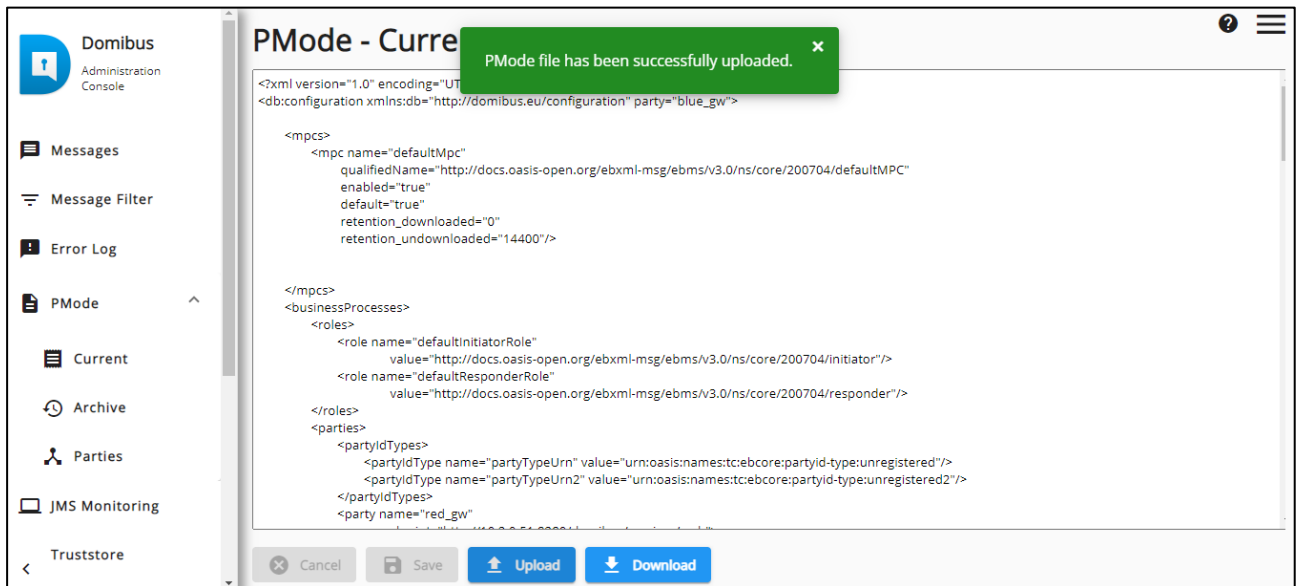 Domibus
Administration
Console
Messages
Message Filter
Error Log
PMode
Current
Archive
Parties
JMS Monitoring
Truststore
PMode - Curre
PMode file has been successfully uploaded.
<?xml version="1.0" encoding="UT
<db:configuration xmlns:db="http://domibus.eu/configuration" party="blue_gw">
<mpcs>
<mpc name="defaultMpc"
qualifiedName="http://docs.oasis-open.org/ebxml-msg/ebms/v3.0/ns/core/200704/defaultMPC"
enabled="true"
default="true"
retention_downloaded="0"
retention_undownloaded="14400"/>
</mpcs>
<businessProcesses>
<roles>
<role name="defaultInitiatorRole"
value="http://docs.oasis-open.org/ebxml-msg/ebms/v3.0/ns/core/200704/initiator"/>
<role name="defaultResponderRole"
value="http://docs.oasis-open.org/ebxml-msg/ebms/v3.0/ns/core/200704/responder"/>
</roles>
<parties>
<partyIdTypes>
<partyIdType name="partyTypeUrn" value="urn:oasis:names:tc:ebcore:partyid-type:unregistered"/>
<partyIdType name="partyTypeUrn2" value="urn:oasis:names:tc:ebcore:partyid-type:unregistered2"/>
</partyIdTypes>
<party name="red_gw"
Cancel
Save
Upload
Download